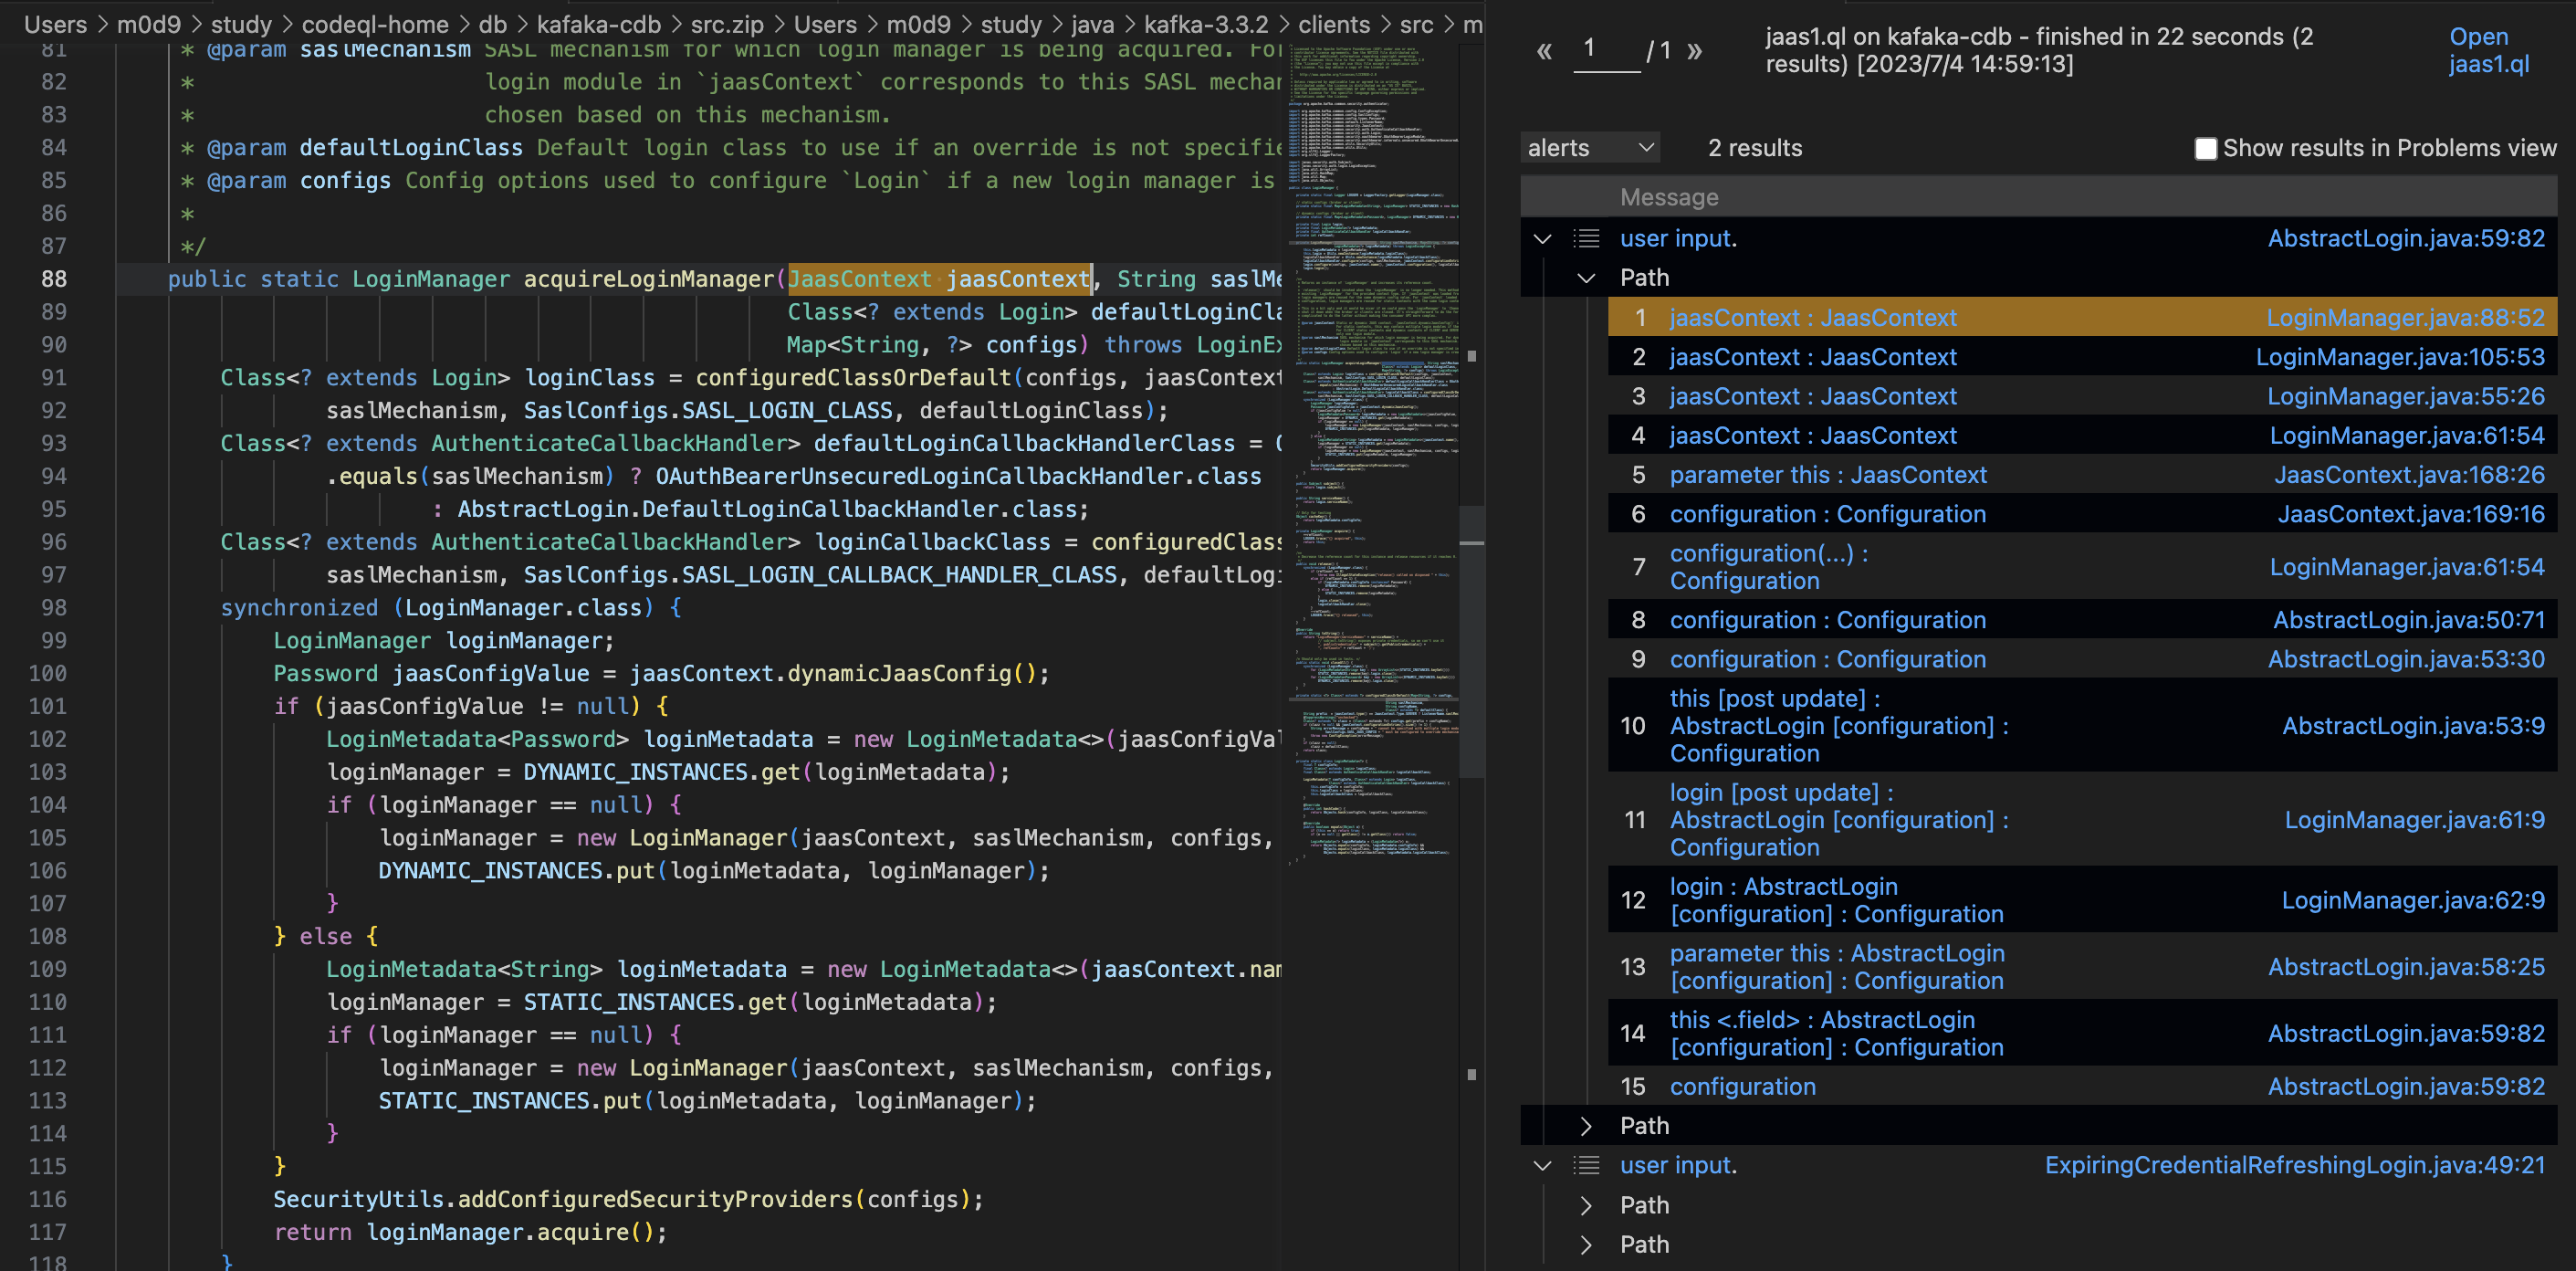 Users > m0d9 > study > codeql-home > db > kafaka-cdb > src.zip > Users > m0d9 > study > java > kafka-3.3.2 > clients > src > m
81 * @param saslMechanism SASL mechanism for which login manager is being acquired. For
82 * login module in `jaasContext` corresponds to this SASL mechan
83 * chosen based on this mechanism.
84 * @param defaultLoginClass Default login class to use if an override is not specifie
85 * @param configs Config options used to configure `Login` if a new login manager is
86 *
87 */
88 public static LoginManager acquireLoginManager(JaasContext jaasContext, String saslMe
89 Class<? extends Login> defaultLoginCla
90 Map<String, ?> configs) throws LoginEx
91 Class<? extends Login> loginClass = configuredClassOrDefault(configs, jaasContext
92 saslMechanism, SaslConfigs.SASL_LOGIN_CLASS, defaultLoginClass);
93 Class<? extends AuthenticateCallbackHandler> defaultLoginCallbackHandlerClass = O
94 .equals(saslMechanism) ? OAuthBearerUnsecuredLoginCallbackHandler.class
95 : AbstractLogin.DefaultLoginCallbackHandler.class;
96 Class<? extends AuthenticateCallbackHandler> loginCallbackClass = configuredClass
97 saslMechanism, SaslConfigs.SASL_LOGIN_CALLBACK_HANDLER_CLASS, defaultLogi
98 synchronized (LoginManager.class) {
99 LoginManager loginManager;
100 Password jaasConfigValue = jaasContext.dynamicJaasConfig();
101 if (jaasConfigValue != null) {
102 LoginMetadata<Password> loginMetadata = new LoginMetadata<>(jaasConfigVal
103 loginManager = DYNAMIC_INSTANCES.get(loginMetadata);
104 if (loginManager == null) {
105 loginManager = new LoginManager(jaasContext, saslMechanism, configs,
106 DYNAMIC_INSTANCES.put(loginMetadata, loginManager);
107 }
108 } else {
109 LoginMetadata<String> loginMetadata = new LoginMetadata<>(jaasContext.nam
110 loginManager = STATIC_INSTANCES.get(loginMetadata);
111 if (loginManager == null) {
112 loginManager = new LoginManager(jaasContext, saslMechanism, configs,
113 STATIC_INSTANCES.put(loginMetadata, loginManager);
114 }
115 }
116 SecurityUtils.addConfiguredSecurityProviders(configs);
117 return loginManager.acquire();
118 }
« 1 / 1 »
jaas1.ql on kafaka-cdb - finished in 22 seconds (2
results) [2023/7/4 14:59:13]
Open
jaas1.ql
alerts 2 results Show results in Problems view
Message
user input. AbstractLogin.java:59:82
Path
1 jaasContext : JaasContext LoginManager.java:88:52
2 jaasContext : JaasContext LoginManager.java:105:53
3 jaasContext : JaasContext LoginManager.java:55:26
4 jaasContext : JaasContext LoginManager.java:61:54
5 parameter this : JaasContext JaasContext.java:168:26
6 configuration : Configuration JaasContext.java:169:16
7 configuration(...) :
Configuration LoginManager.java:61:54
8 configuration : Configuration AbstractLogin.java:50:71
9 configuration : Configuration AbstractLogin.java:53:30
10 this [post update] :
AbstractLogin [configuration] :
Configuration AbstractLogin.java:53:9
11 login [post update] :
AbstractLogin [configuration] :
Configuration LoginManager.java:61:9
12 login : AbstractLogin
[configuration] : Configuration LoginManager.java:62:9
13 parameter this : AbstractLogin
[configuration] : Configuration AbstractLogin.java:58:25
14 this <.field> : AbstractLogin
[configuration] : Configuration AbstractLogin.java:59:82
15 configuration AbstractLogin.java:59:82
Path
user input. ExpiringCredentialRefreshingLogin.java:49:21
Path
Path